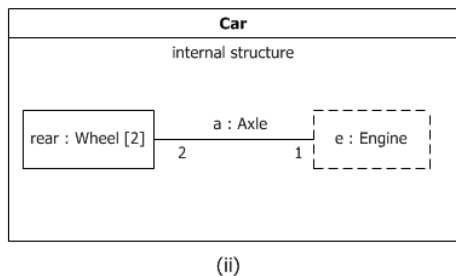 Car
internal structure
a : Axle
rear : Wheel [2]
e : Engine
2
1
(ii)